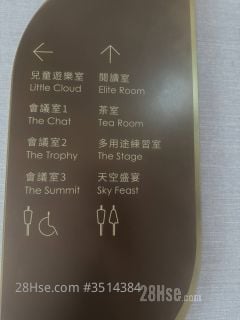 兒童遊樂室
Little Cloud
會議室1
The Chat
會議室2
The Trophy
會議室3
The Summit
閱讀室
Elite Room
茶室
Tea Room
多用途練習室
The Stage
天空盛宴
Sky Feast
28Hse.com #3514384
28Hse.com